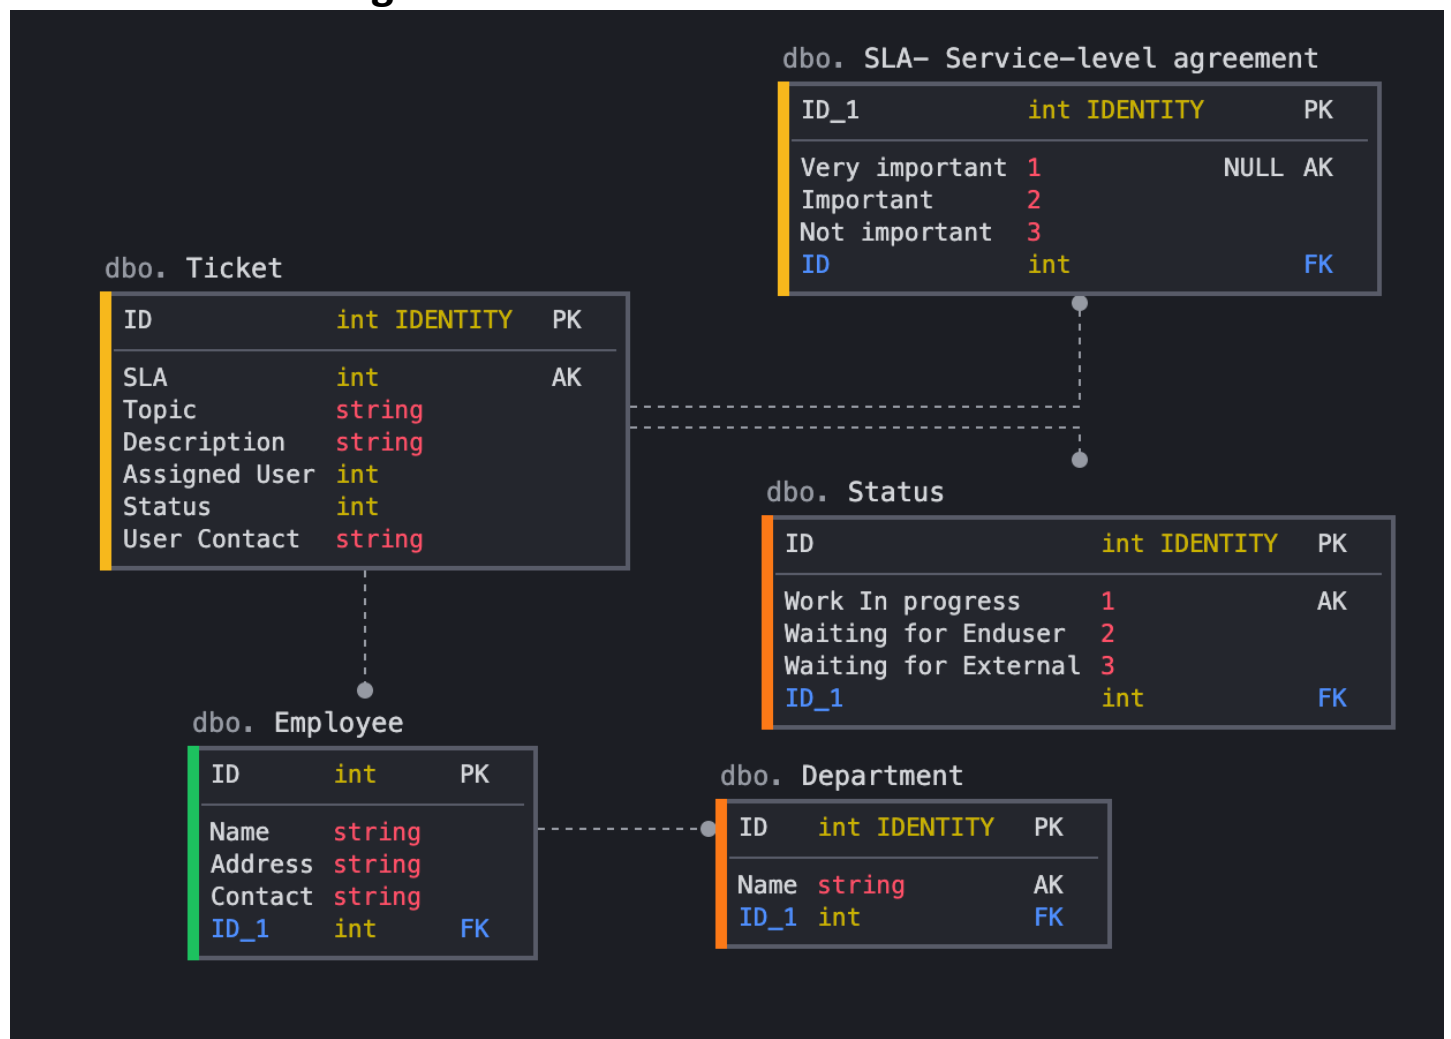 dbo. SLA- Service-level agreement
ID_1 int IDENTITY PK
Very important 1 NULL AK
Important 2
Not important 3
ID int FK
dbo. Ticket
ID int IDENTITY PK
SLA int AK
Topic string
Description string
Assigned User int
Status int
User Contact string
dbo. Status
ID int IDENTITY PK
Work In progress 1 AK
Waiting for Enduser 2
Waiting for External 3
ID_1 int FK
dbo. Employee
ID int PK
Name string
Address string
Contact string
ID_1 int FK
dbo. Department
ID int IDENTITY PK
Name string AK
ID_1 int FK